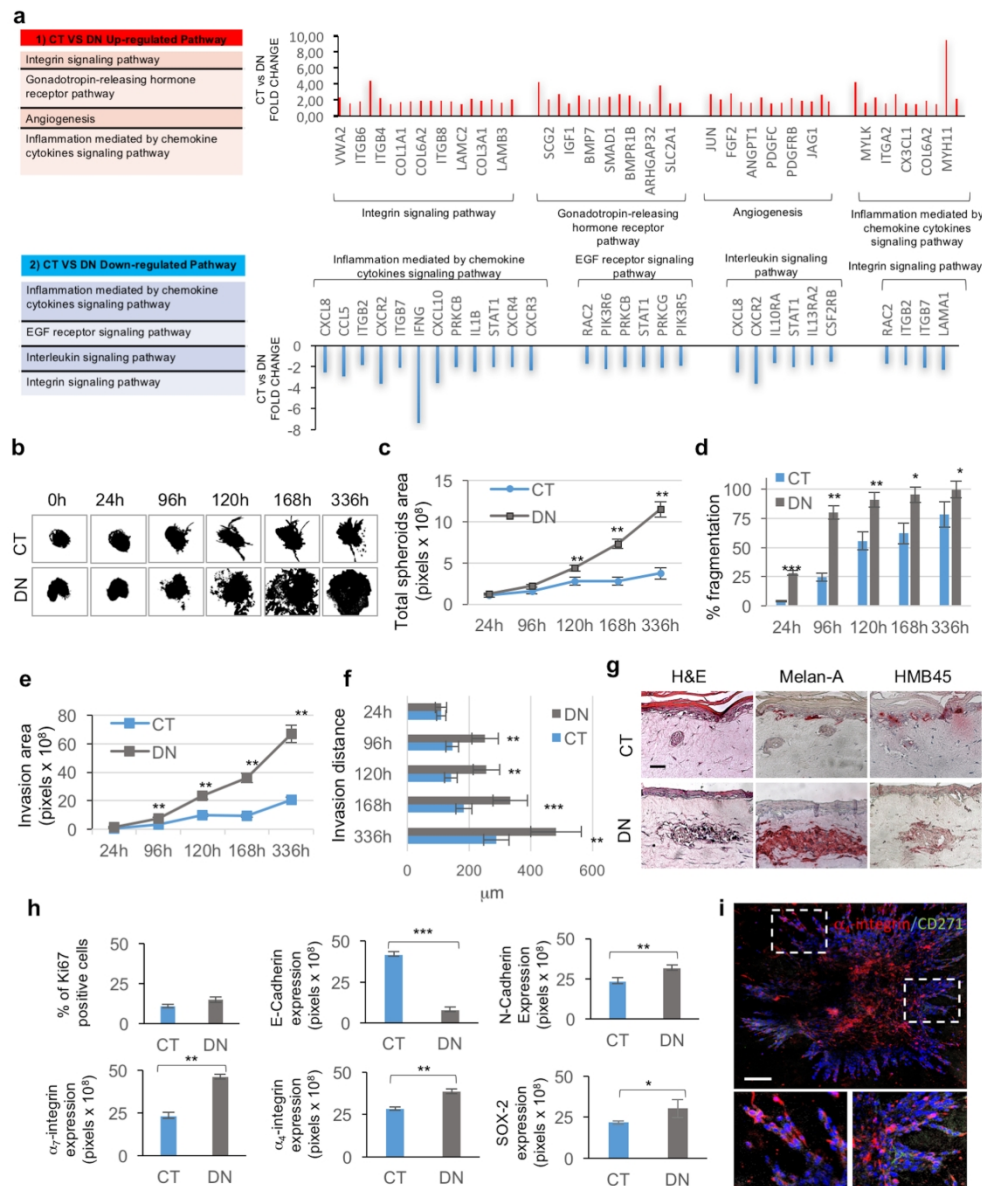 a
1) CT VS DN Up-regulated Pathway
Integrin signaling pathway
Gonadotropin-releasing hormone
receptor pathway
Angiogenesis
Inflammation mediated by chemokine
cytokines signaling pathway
CT vs DN
FOLD CHANGE
10,00
8,00
6,00
4,00
2,00
0,00
VWA2
ITGB6
ITGB4
COL1A1
COL6A2
ITGB8
LAMC2
COL3A1
LAMB3
SCG2
IGF1
BMP7
SMAD1
BMPR1B
ARHGAP32
SLC2A1
JUN
FGF2
ANGPT1
PDGFC
PDGFRB
JAG1
MYLK
ITGA2
CX3CL1
COL6A2
MYH11
Integrin signaling pathway
Gonadotropin-releasing
hormone receptor
pathway
Angiogenesis
Inflammation mediated by
chemokine cytokines
signaling pathway
2) CT VS DN Down-regulated Pathway
Inflammation mediated by chemokine
cytokines signaling pathway
EGF receptor signaling pathway
Interleukin signaling pathway
Integrin signaling pathway
Inflammation mediated by chemokine
cytokines signaling pathway
EGF receptor signaling
pathway
Interleukin signaling
pathway
Integrin signaling pathway
CXCL8
CCL5
ITGB2
CXCR2
ITGB7
IFNG
CXCL10
PRKCB
IL1B
STAT1
CXCR4
CXCR3
RAC2
PIK3R6
PRKCB
STAT1
PRKCG
PIK3R5
CXCL8
CXCR2
IL10RA
STAT1
IL13RA2
CSF2RB
RAC2
ITGB2
ITGB7
LAMA1
CT vs DN
FOLD CHANGE
0
-2
-4
-6
-8
b
0h 24h 96h 120h 168h 336h
CT
DN
c
Total spheroids area
(pixels x 10⁸)
15
10
5
0
CT
DN
** ** **
24h 96h 120h 168h 336h
d
% fragmentation
100
75
50
25
0
CT
DN
*** ** ** * *
24h 96h 120h 168h 336h
e
Invasion area
(pixels x 10⁸)
80
60
40
20
0
CT
DN
** ** ** **
24h 96h 120h 168h 336h
f
Invasion distance
24h
96h
120h
168h
336h
DN
CT
**
**
***
**
0 200 400 600
μm
g
H&E Melan-A HMB45
CT
DN
h
% of Ki67
positive cells
50
25
0
CT DN
E-Cadherin
expression
(pixels x 10⁸)
50
25
0
***
CT DN
N-Cadherin
Expression
(pixels x 10⁸)
50
25
0
**
CT DN
α₇-integrin
expression
(pixels x 10⁸)
50
25
0
**
CT DN
α₄-integrin
expression
(pixels x 10⁸)
50
25
0
**
CT DN
SOX-2
expression
(pixels x 10⁸)
50
25
0
*
CT DN
i
integrin/CD271